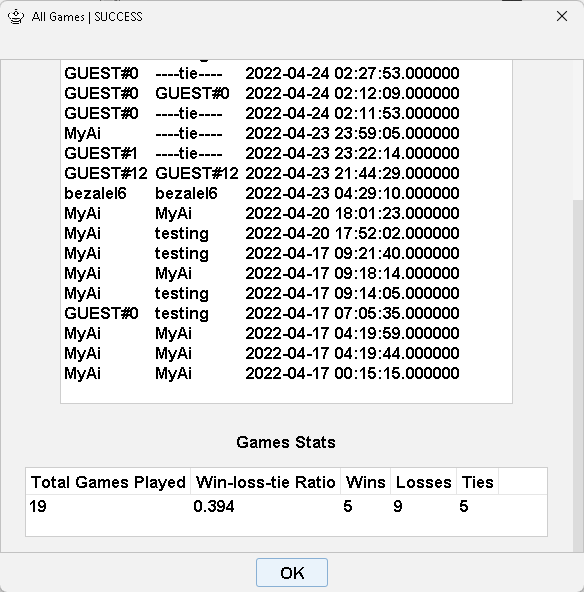 All Games | SUCCESS
GUEST#0 ----tie---- 2022-04-24 02:27:53.000000
GUEST#0 GUEST#0 2022-04-24 02:12:09.000000
GUEST#0 ----tie---- 2022-04-24 02:11:53.000000
MyAi ----tie---- 2022-04-23 23:59:05.000000
GUEST#1 ----tie---- 2022-04-23 23:22:14.000000
GUEST#12 GUEST#12 2022-04-23 21:44:29.000000
bezalel6 bezalel6 2022-04-23 04:29:10.000000
MyAi MyAi 2022-04-20 18:01:23.000000
MyAi testing 2022-04-20 17:52:02.000000
MyAi testing 2022-04-17 09:21:40.000000
MyAi MyAi 2022-04-17 09:18:14.000000
MyAi testing 2022-04-17 09:14:05.000000
GUEST#0 testing 2022-04-17 07:05:35.000000
MyAi MyAi 2022-04-17 04:19:59.000000
MyAi MyAi 2022-04-17 04:19:44.000000
MyAi MyAi 2022-04-17 00:15:15.000000
Games Stats
Total Games Played Win-loss-tie Ratio Wins Losses Ties
19 0.394 5 9 5
OK